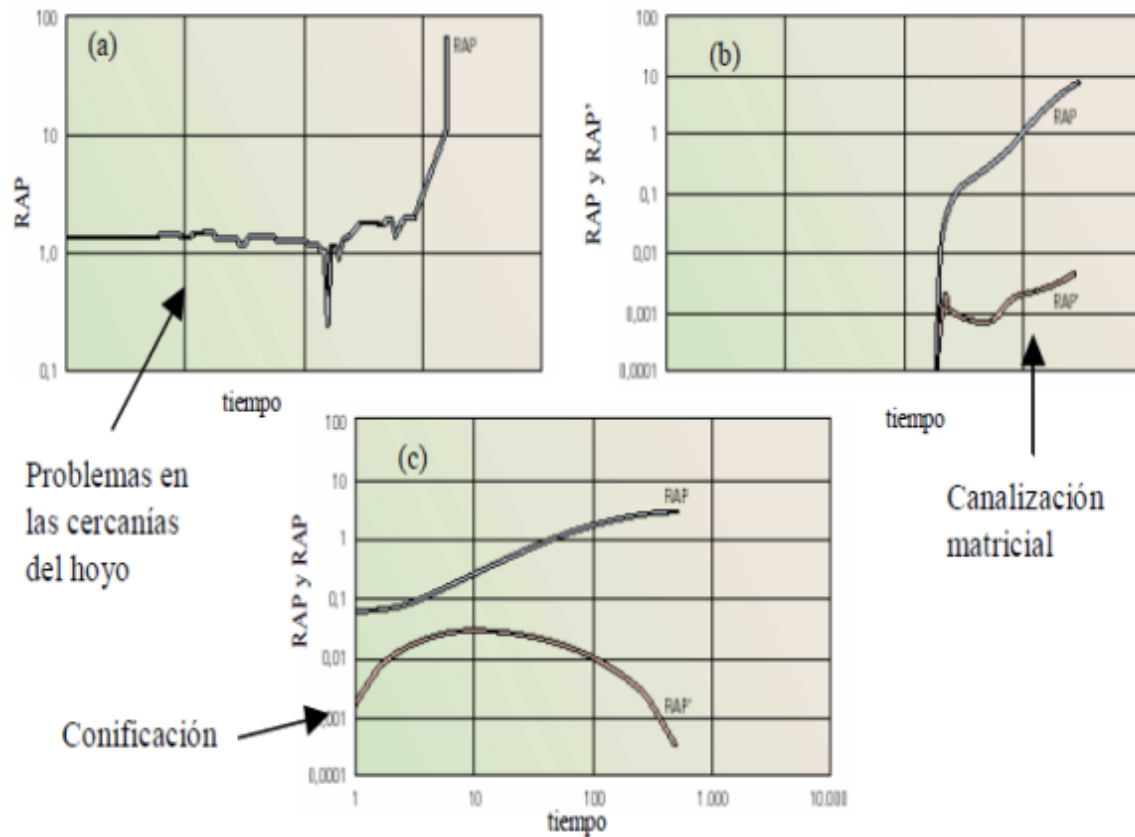 (a)
100
10
1.0
0,1
RAP
RAP
tiempo
Problemas en
las cercanías
del hoyo
(b)
100
10
1
0,1
0,01
0,001
0,0001
RAP y RAP'
RAP
RAP'
tiempo
Canalización
matricial
(c)
100
10
1
0,1
0,01
0,001
0,0001
RAP y RAP
RAP
RAP'
1
10
100
1.000
10.000
tiempo
Conificación